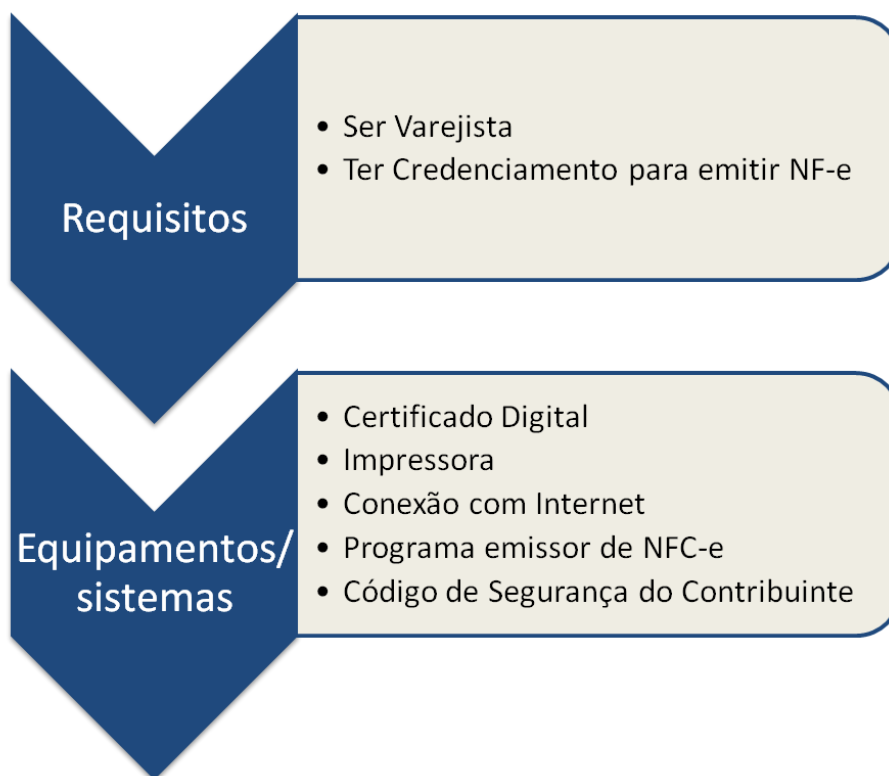 Requisitos
• Ser Varejista
• Ter Credenciamento para emitir NF-e
Equipamentos/
sistemas
• Certificado Digital
• Impressora
• Conexão com Internet
• Programa emissor de NFC-e
• Código de Segurança do Contribuinte